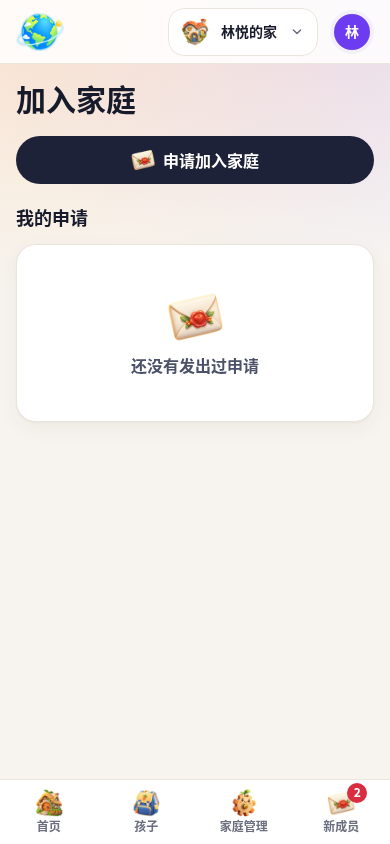 林悦的家
林
加入家庭
申请加入家庭
我的申请
还没有发出过申请
2
首页
孩子
家庭管理
新成员